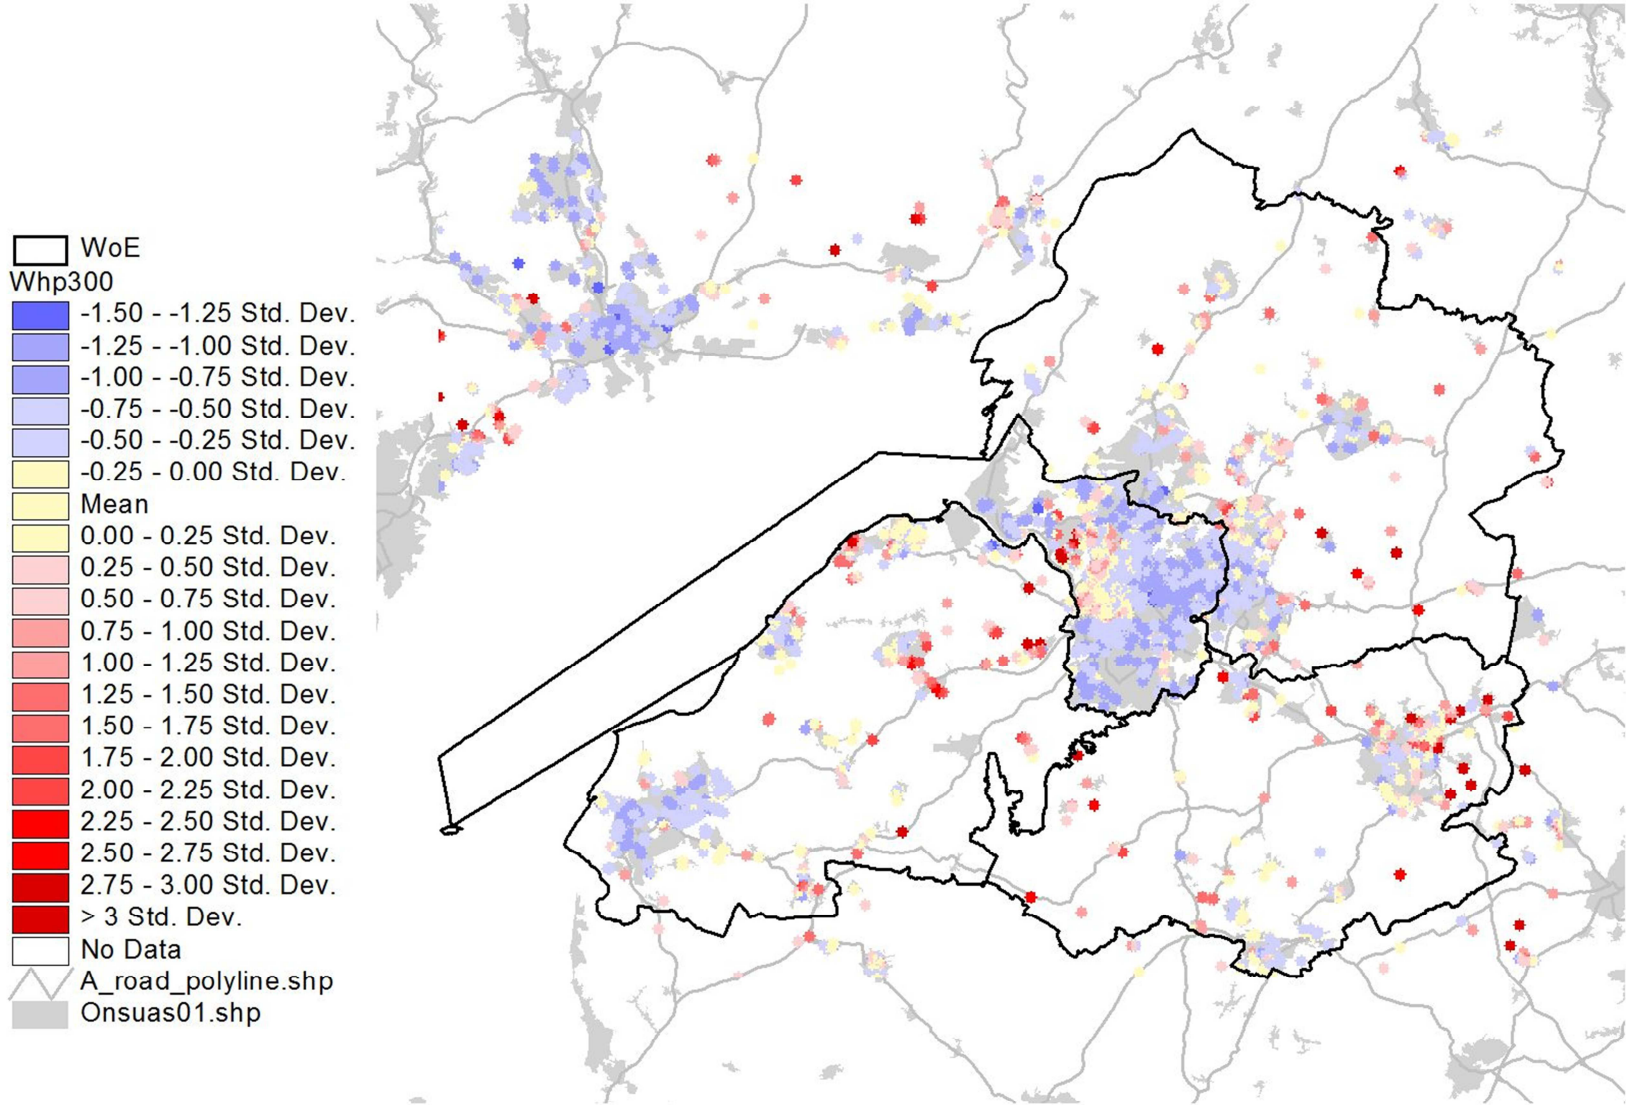 WoE
Whp300
-1.50 - -1.25 Std. Dev.
-1.25 - -1.00 Std. Dev.
-1.00 - -0.75 Std. Dev.
-0.75 - -0.50 Std. Dev.
-0.50 - -0.25 Std. Dev.
-0.25 - 0.00 Std. Dev.
Mean
0.00 - 0.25 Std. Dev.
0.25 - 0.50 Std. Dev.
0.50 - 0.75 Std. Dev.
0.75 - 1.00 Std. Dev.
1.00 - 1.25 Std. Dev.
1.25 - 1.50 Std. Dev.
1.50 - 1.75 Std. Dev.
1.75 - 2.00 Std. Dev.
2.00 - 2.25 Std. Dev.
2.25 - 2.50 Std. Dev.
2.50 - 2.75 Std. Dev.
2.75 - 3.00 Std. Dev.
> 3 Std. Dev.
No Data
A_road_polyline.shp
Onsuas01.shp